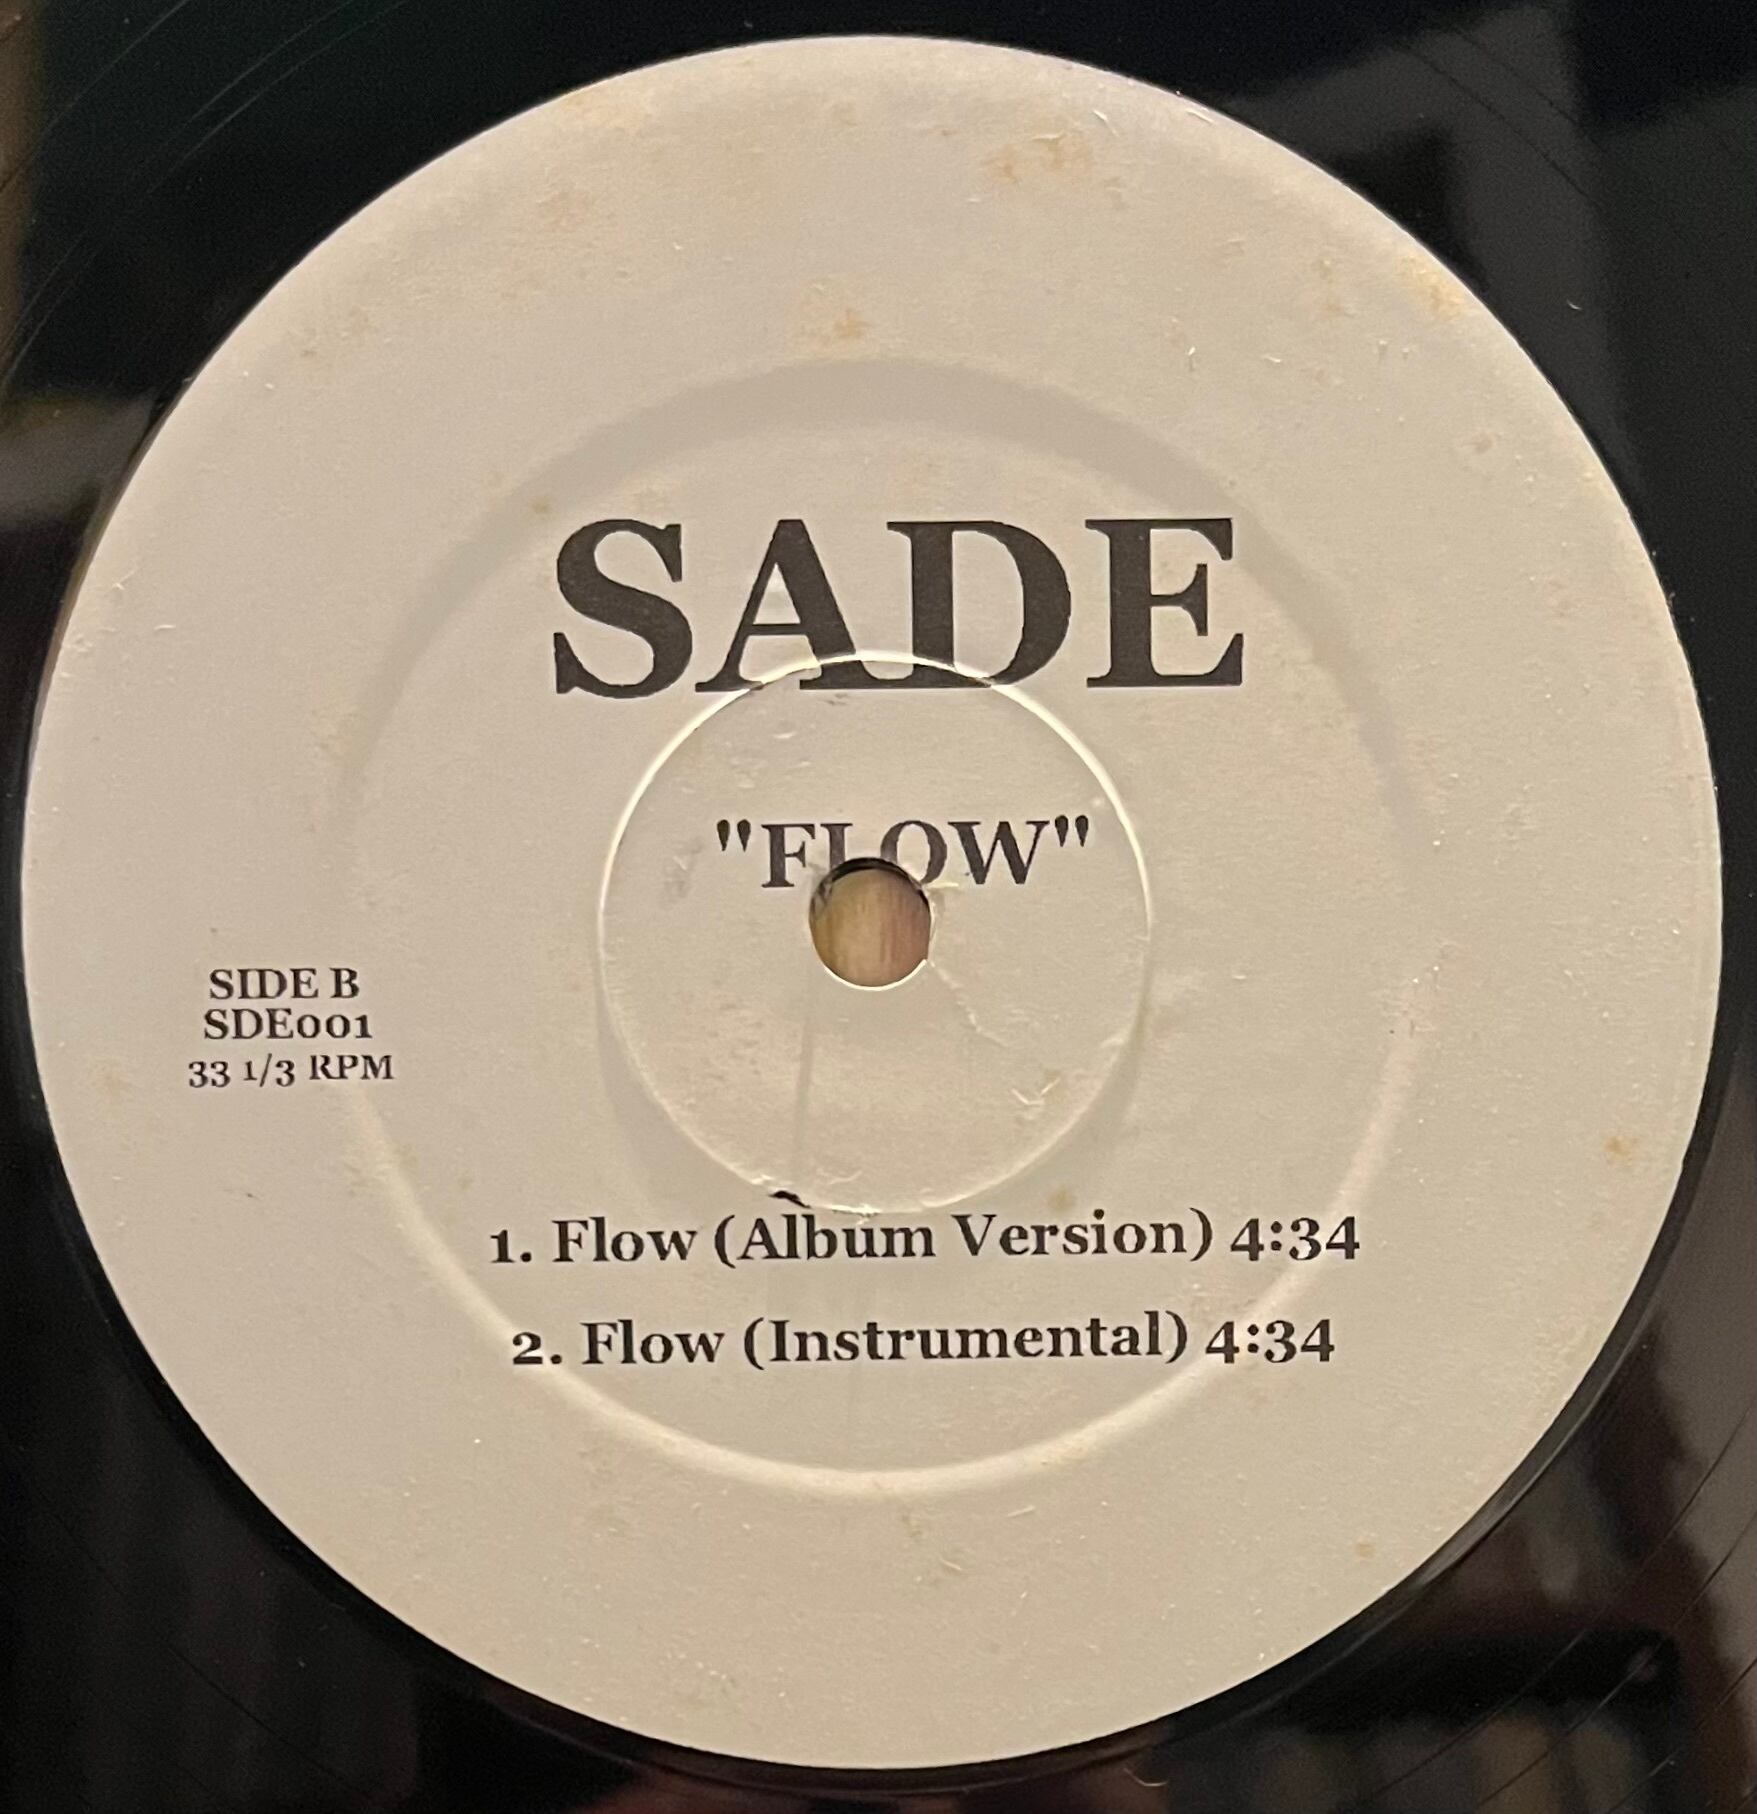 SADE
"FLOW"
SIDE B
SDE001
33 1/3 RPM
1. Flow (Album Version) 4:34
2. Flow (Instrumental) 4:34